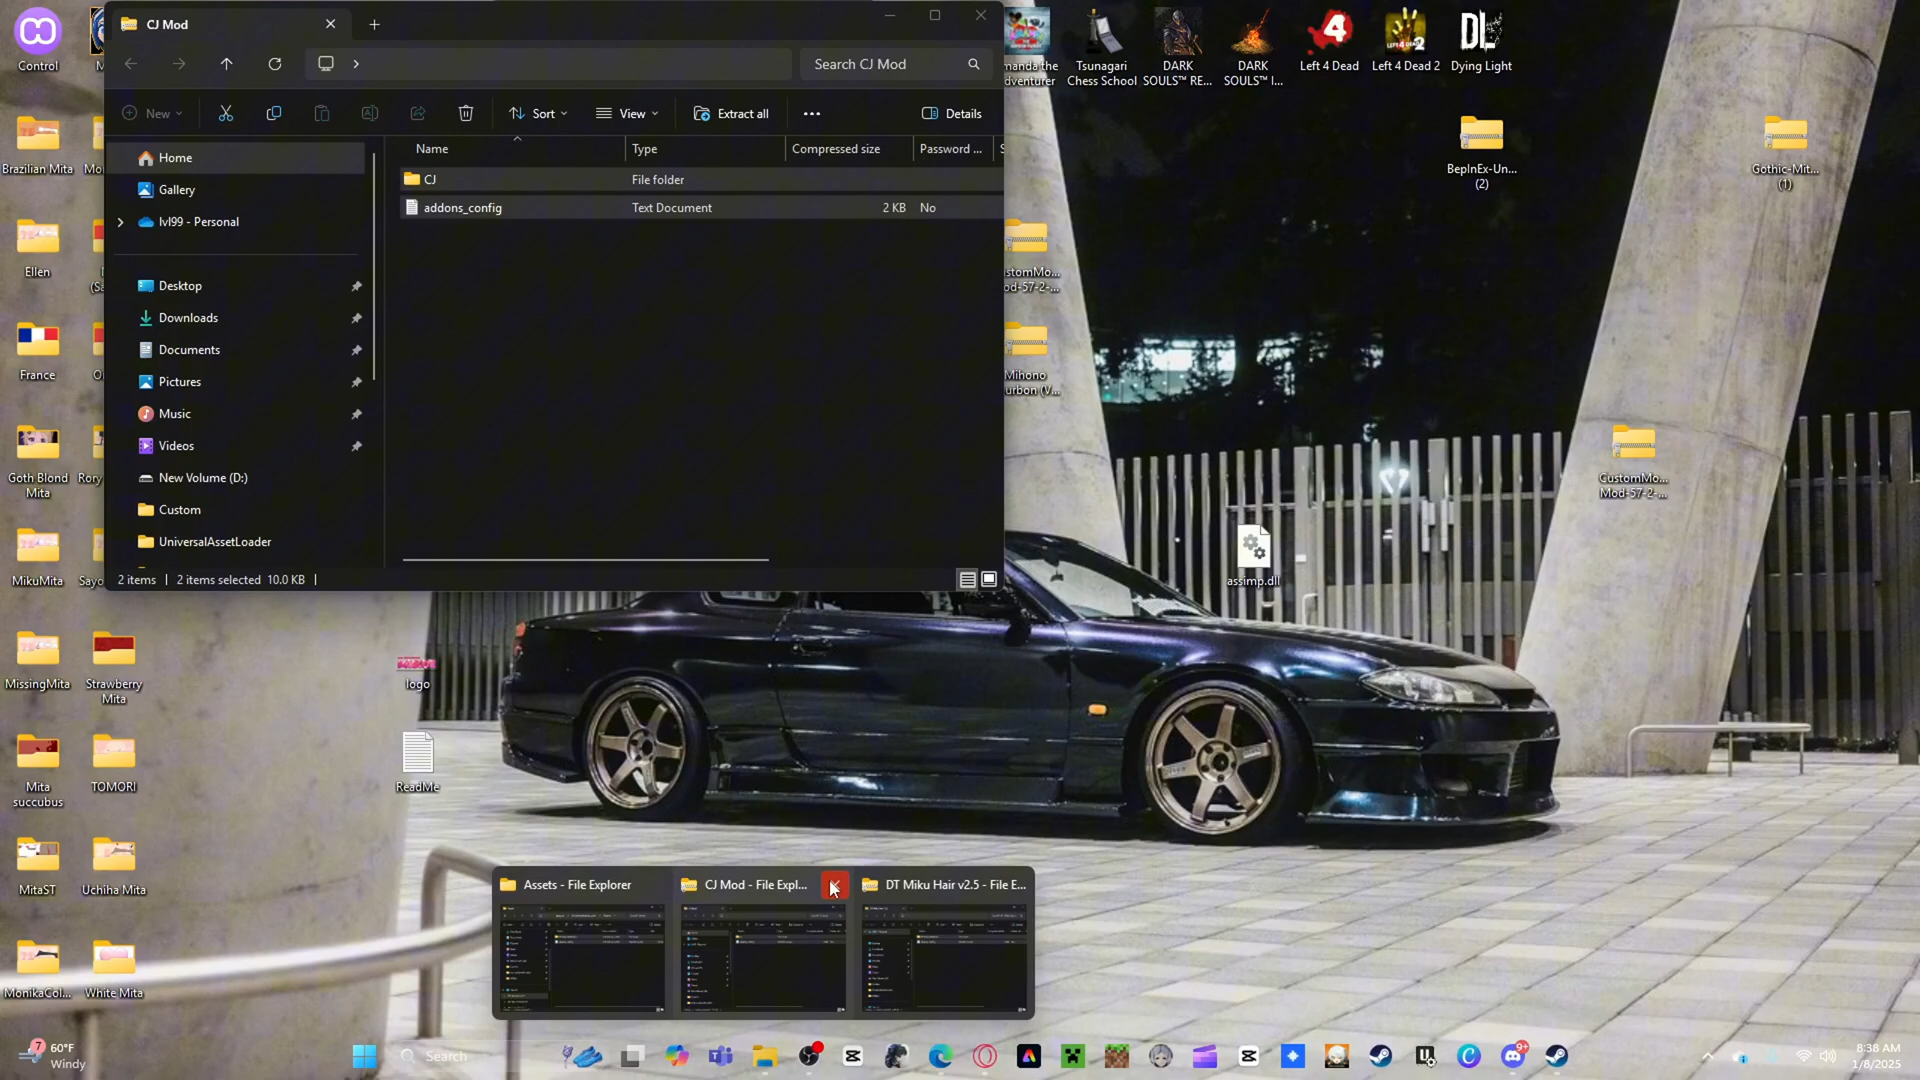 CJ Mod
Search CJ Mod
New
Sort
View
Extract all
Details
Name
Type
Compressed size
Password ...
CJ
File folder
addons_config
Text Document
2 KB
No
Home
Gallery
lvl99 - Personal
Desktop
Downloads
Documents
Pictures
Music
Videos
New Volume (D:)
Custom
UniversalAssetLoader
2 items
2 items selected 10.0 KB
Control
Brazilian Mita
Ellen
France
Goth Blond
Mita
MikuMita
MissingMita
Mita
succubus
MitaST
MonikaCol...
Strawberry
Mita
TOMORI
Uchiha Mita
White Mita
logo
ReadMe
Tsunagari
Chess School
DARK
SOULS™ RE...
DARK
SOULS™ I...
Left 4 Dead
Left 4 Dead 2
DL
Dying Light
BepInEx-Un...
(2)
Gothic-Mit...
(1)
CustomMo...
Mod-57-2-...
Mihono
assimp.dll
Assets - File Explorer
CJ Mod - File Expl...
DT Miku Hair v2.5 - File E...
7
60°F
Windy
Search
9+
8:38 AM
1/8/2025